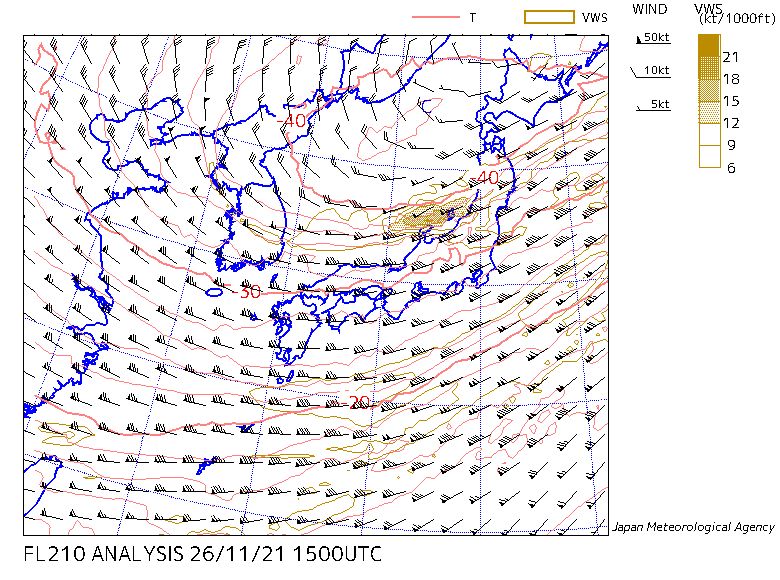 T
VWS
WIND
VWS
(kt/1000ft)
50kt
10kt
5kt
21
18
15
12
9
6
-40
-40
-30
-20
Japan Meteorological Agency
FL210 ANALYSIS 26/11/21 1500UTC